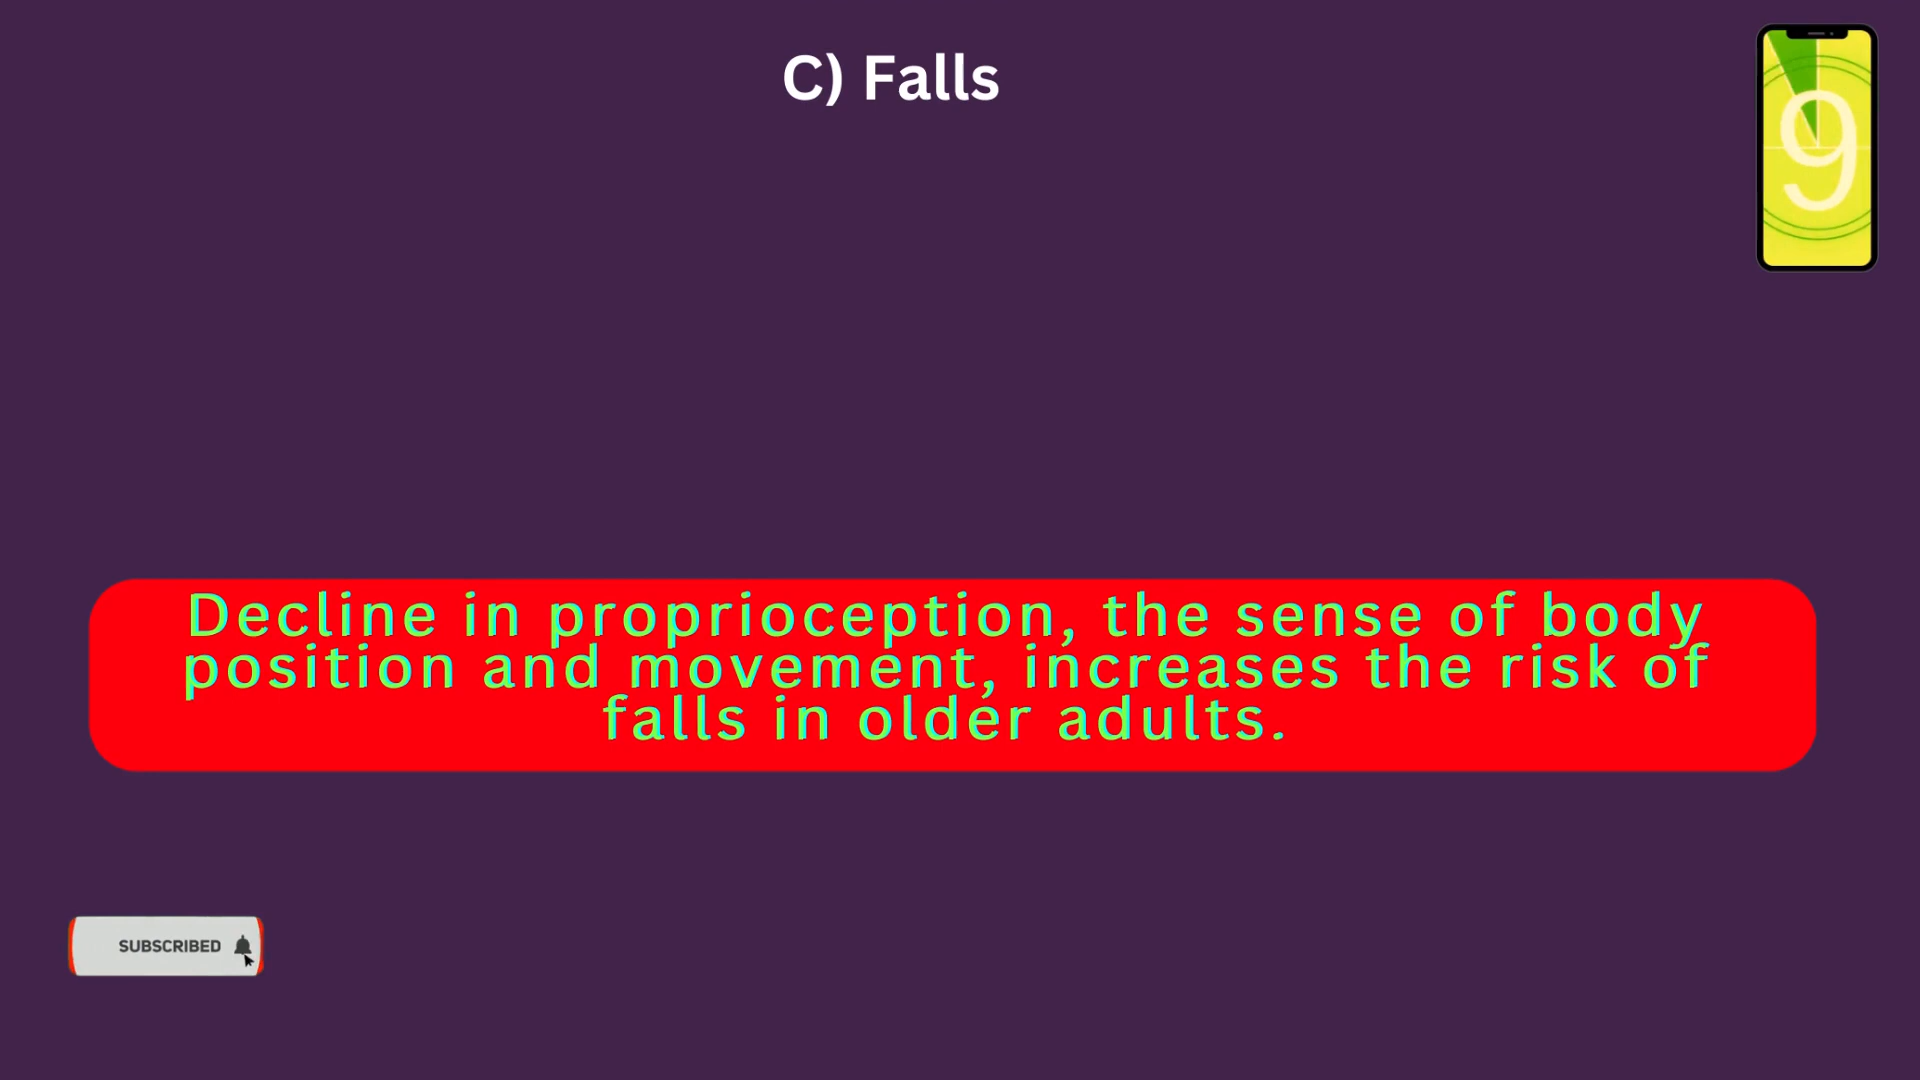 C) Falls
9
Decline in proprioception, the sense of body
position and movement, increases the risk of
falls in older adults.
SUBSCRIBED